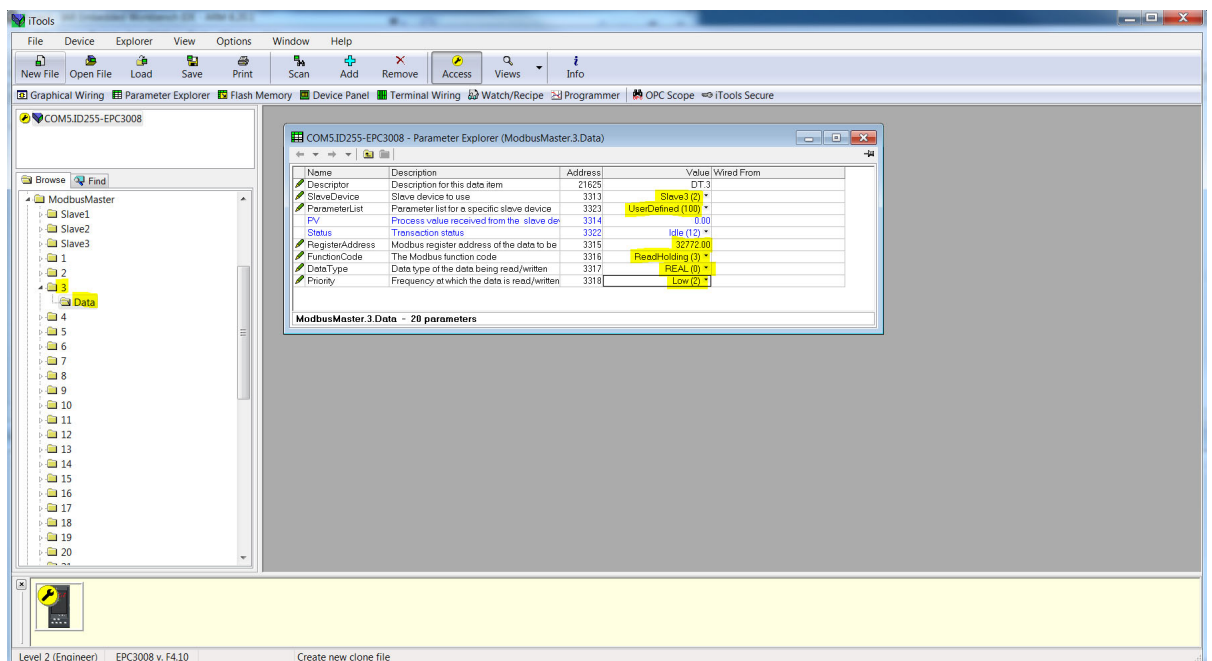 iTools
File Device Explorer View Options Window Help
New File Open File Load Save Print Scan Add Remove Access Views Info
Graphical Wiring Parameter Explorer Flash Memory Device Panel Terminal Wiring Watch/Recipe Programmer OPC Scope iTools Secure
COM5.ID255-EPC3008
Browse Find
ModbusMaster
Slave1
Slave2
Slave3
1
2
3
Data
4
5
6
7
8
9
10
11
12
13
14
15
16
17
18
19
20
COM5.ID255-EPC3008 - Parameter Explorer (ModbusMaster.3.Data)
Name Description Address Value Wired From
Descriptor Description for this data item 21625 DT.3
SlaveDevice Slave device to use 3313 Slave3 (2)
ParameterList Parameter list for a specific slave device 3323 UserDefined (100)
PV Process value received from the slave de 3314 0.00
Status Transaction status 3322 Idle (12)
RegisterAddress Modbus register address of the data to be 3315 32772.00
FunctionCode The Modbus function code 3316 ReadHolding (3)
DataType Data type of the data being read/written 3317 REAL (0)
Priority Frequency at which the data is read/written 3318 Low (2)
ModbusMaster.3.Data - 20 parameters
Level 2 (Engineer) EPC3008 v. F4.10 Create new clone file